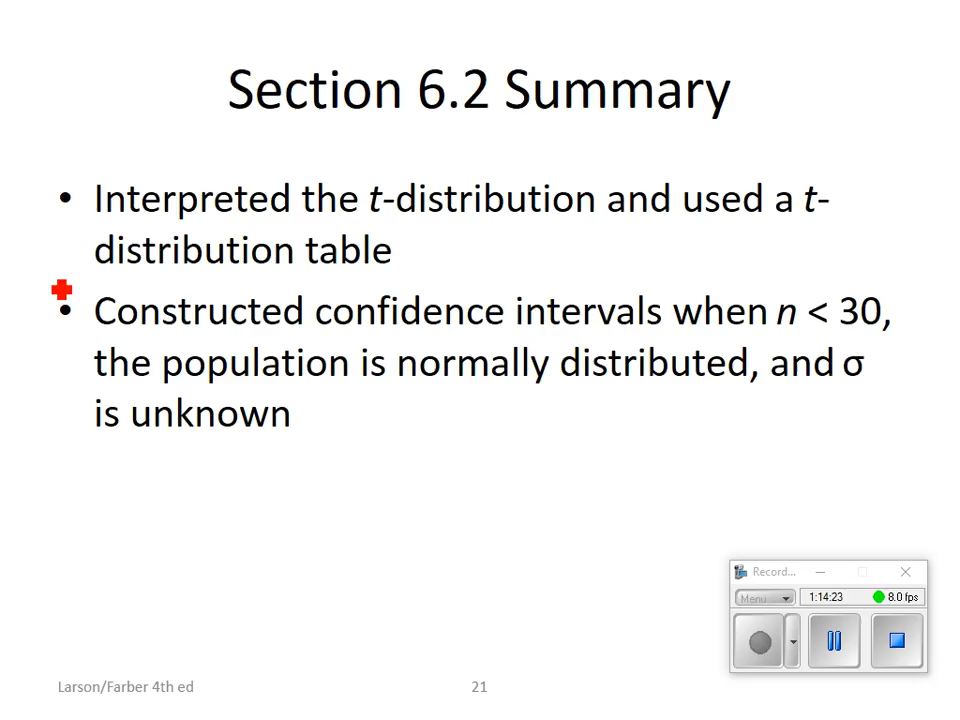 Section 6.2 Summary
• Interpreted the t-distribution and used a t-
distribution table
• Constructed confidence intervals when n < 30,
the population is normally distributed, and σ
is unknown
Record...
Menu
1:14:23
8.0 fps
Larson/Farber 4th ed
21